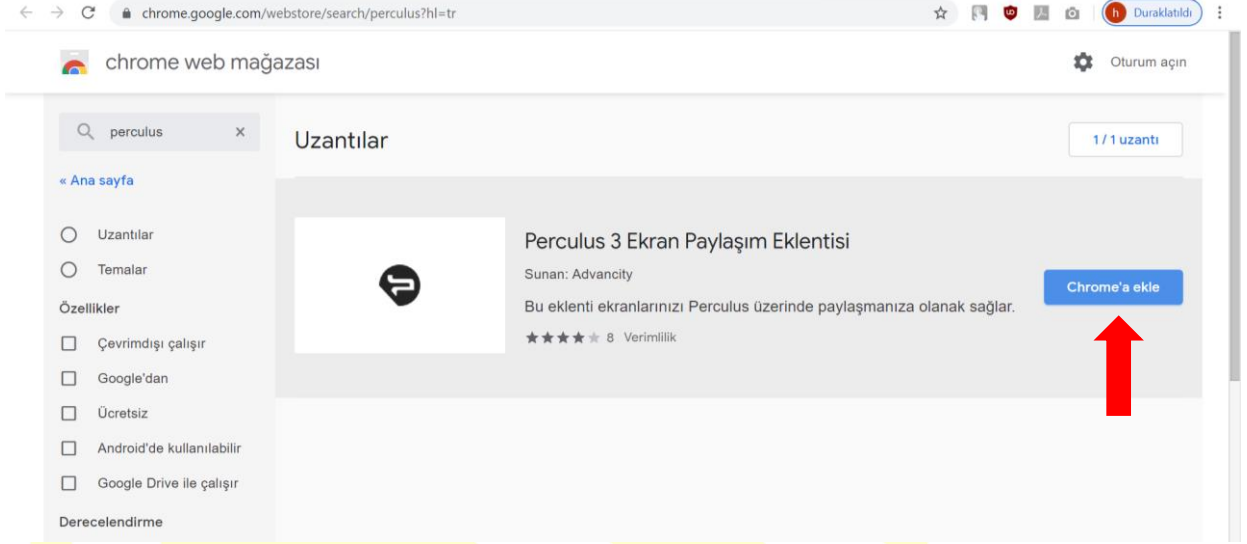 chrome.google.com/webstore/search/perculus?hl=tr
h Duraklatıldı
chrome web mağazası
Oturum açın
perculus
Uzantılar
1 / 1 uzantı
« Ana sayfa
Uzantılar
Temalar
Özellikler
Çevrimdışı çalışır
Google'dan
Ücretsiz
Android'de kullanılabilir
Google Drive ile çalışır
Derecelendirme
Perculus 3 Ekran Paylaşım Eklentisi
Sunan: Advancity
Bu eklenti ekranlarınızı Perculus üzerinde paylaşmanıza olanak sağlar.
8 Verimlilik
Chrome'a ekle